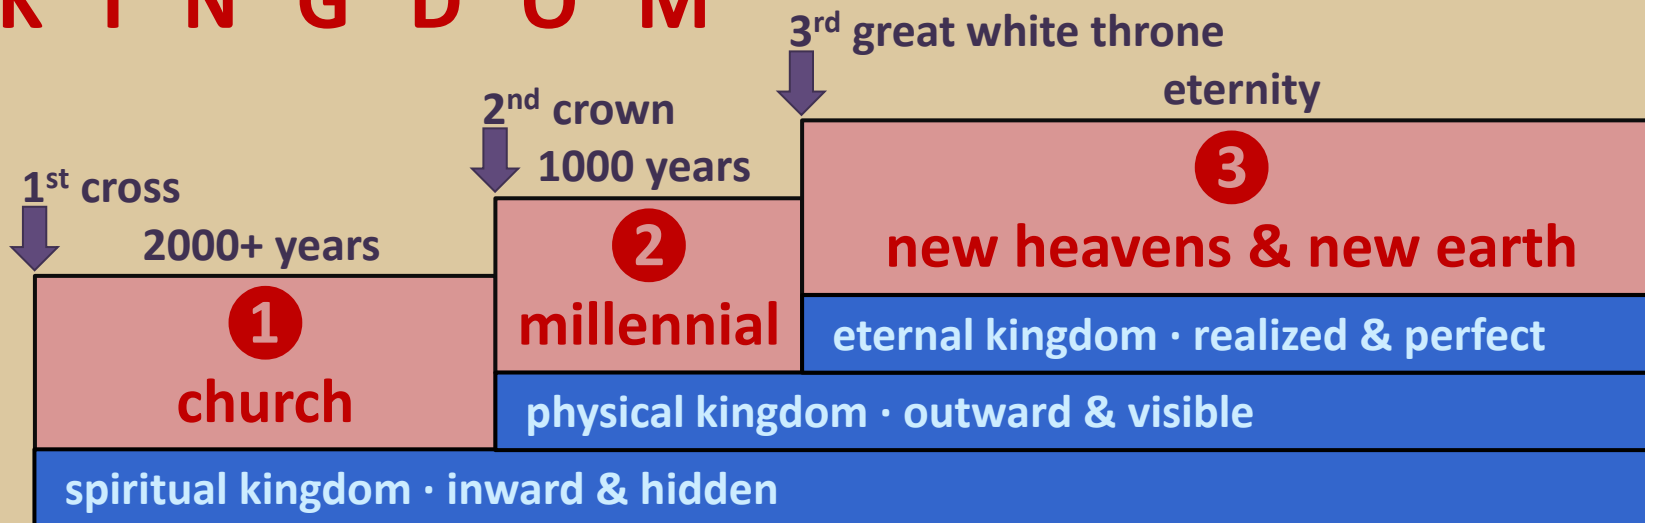 K I N G D O M
3rd great white throne
eternity
2nd crown
1000 years
1st cross
2000+ years
3
new heavens & new earth
2
millennial
1
church
eternal kingdom · realized & perfect
physical kingdom · outward & visible
spiritual kingdom · inward & hidden